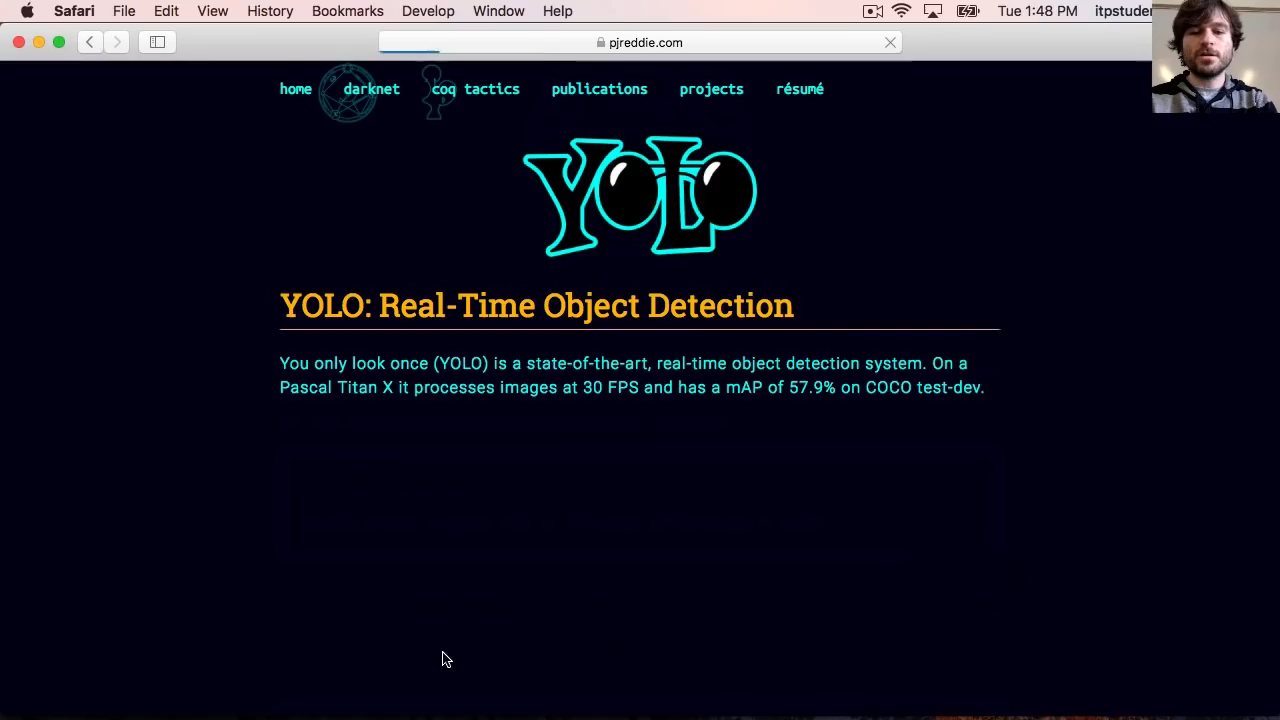 Safari File Edit View History Bookmarks Develop Window Help Tue 1:48 PM itpstuden
pjreddie.com
home darknet coq tactics publications projects résumé
YOLO
YOLO: Real-Time Object Detection
You only look once (YOLO) is a state-of-the-art, real-time object detection system. On a
Pascal Titan X it processes images at 30 FPS and has a mAP of 57.9% on COCO test-dev.